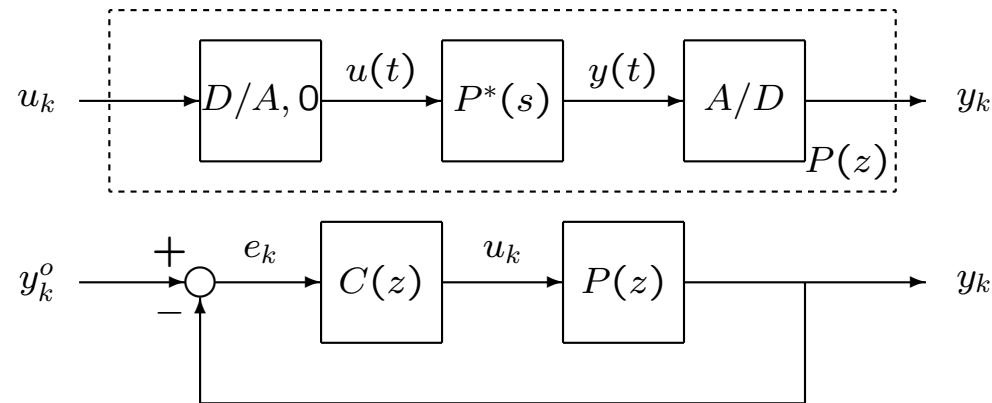 u_k D/A, 0 u(t) P*(s) y(t) A/D y_k
P(z)
y_k^o + − e_k C(z) u_k P(z) y_k